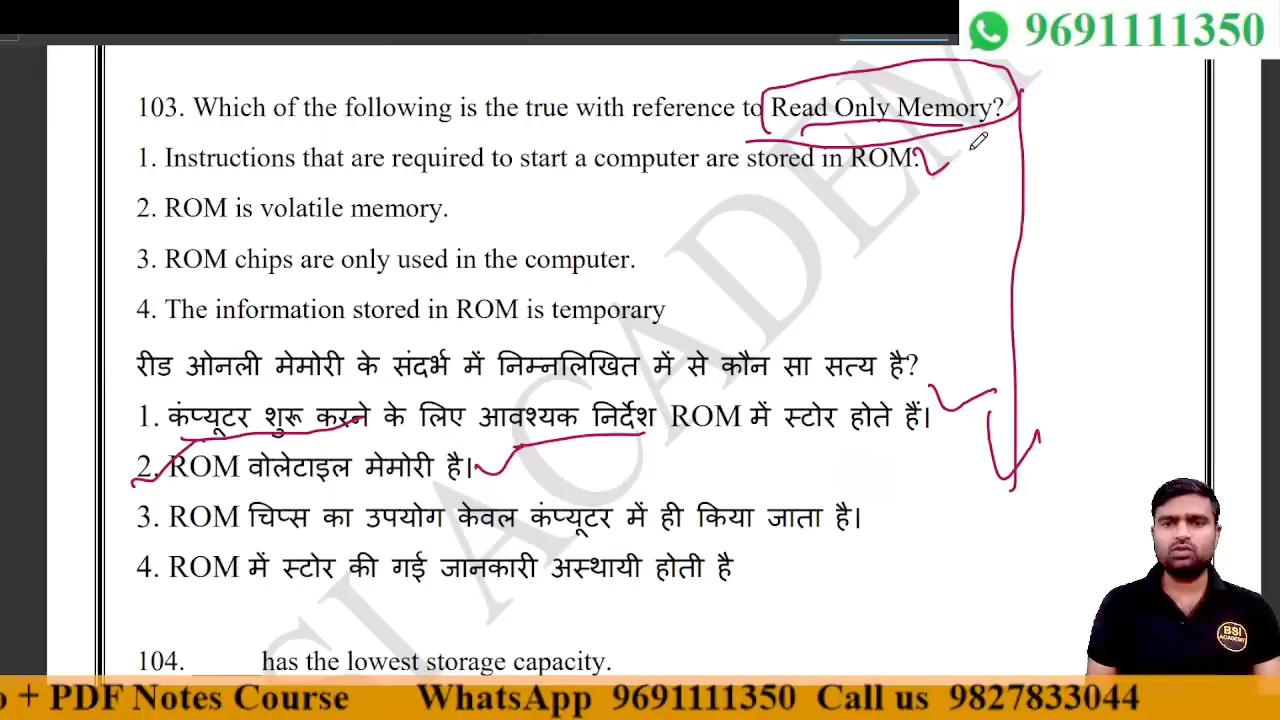 9691111350
103. Which of the following is the true with reference to Read Only Memory?
1. Instructions that are required to start a computer are stored in ROM.
2. ROM is volatile memory.
3. ROM chips are only used in the computer.
4. The information stored in ROM is temporary
रीड ओनली मेमोरी के संदर्भ में निम्नलिखित में से कौन सा सत्य है?
1. कंप्यूटर शुरू करने के लिए आवश्यक निर्देश ROM में स्टोर होते हैं।
2. ROM वोलेटाइल मेमोरी है।
3. ROM चिप्स का उपयोग केवल कंप्यूटर में ही किया जाता है।
4. ROM में स्टोर की गई जानकारी अस्थायी होती है
BSI ACADEMY
104. _____ has the lowest storage capacity.
+ PDF Notes Course WhatsApp 9691111350 Call us 9827833044